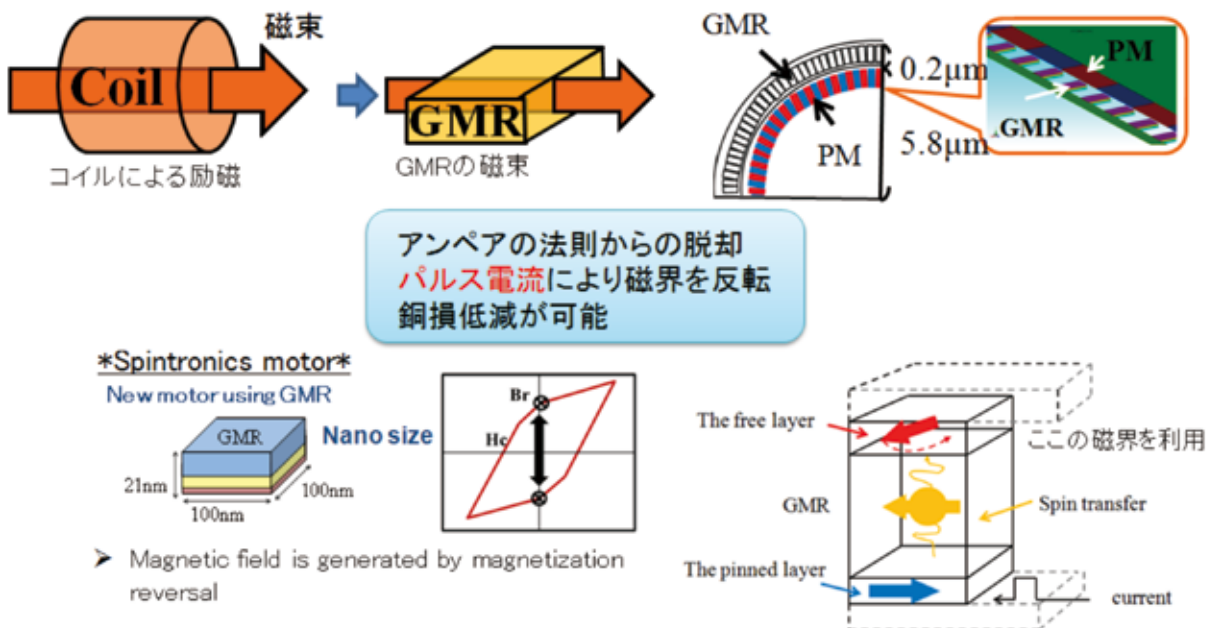 磁束
Coil
コイルによる励磁
GMR
GMRの磁束
GMR
PM
0.2μm
5.8μm
PM
.GMR
アンペアの法則からの脱却
パルス電流により磁界を反転
銅損低減が可能
*Spintronics motor*
New motor using GMR
GMR
Nano size
21nm
100nm
100nm
Br
Hc
➤ Magnetic field is generated by magnetization
reversal
The free layer
ここの磁界を利用
GMR
Spin transfer
The pinned layer
current